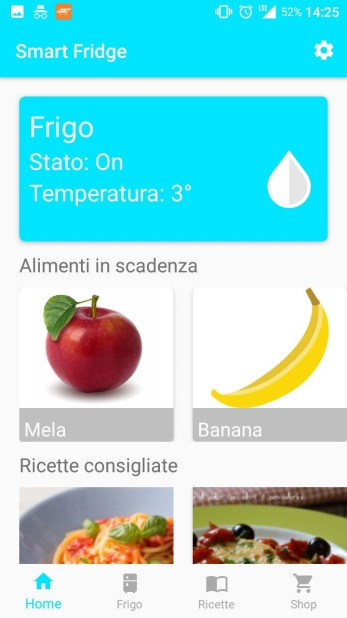 LTE 52% 14:25
Smart Fridge
Frigo
Stato: On
Temperatura: 3°
Alimenti in scadenza
Mela
Banana
Ricette consigliate
Home
Frigo
Ricette
Shop